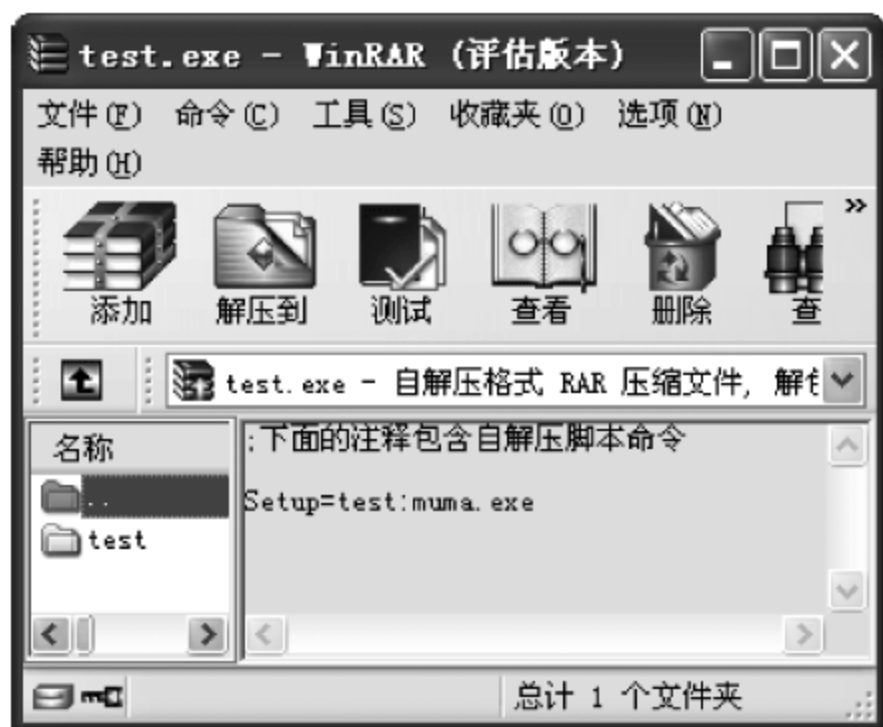 test.exe - WinRAR (评估版本)
文件(F) 命令(C) 工具(S) 收藏夹(O) 选项(N)
帮助(H)
添加 解压到 测试 查看 删除 查
test.exe - 自解压格式 RAR 压缩文件, 解包
名称
;下面的注释包含自解压脚本命令
..
Setup=test:muma.exe
test
总计 1 个文件夹